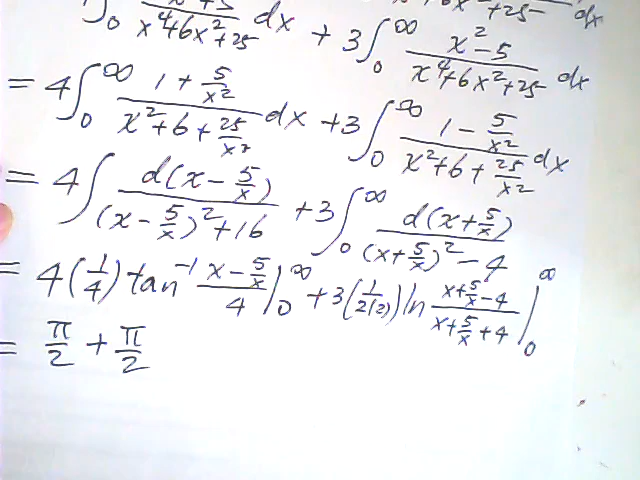 ∫₀ x²+5 / x⁴+6x²+25 dx + 3∫₀^∞ x²-5 / x⁴+6x²+25 dx
= 4∫₀^∞ (1 + 5/x²) / (x²+6+25/x²) dx + 3∫₀^∞ (1 - 5/x²) / (x²+6+25/x²) dx
= 4∫ d(x-5/x) / ((x-5/x)²+16) + 3∫₀^∞ d(x+5/x) / ((x+5/x)²-4)
= 4(1/4) tan⁻¹ (x-5/x)/4 |₀^∞ + 3(1/2(2)) ln (x+5/x-4)/(x+5/x+4) |₀^∞
= π/2 + π/2